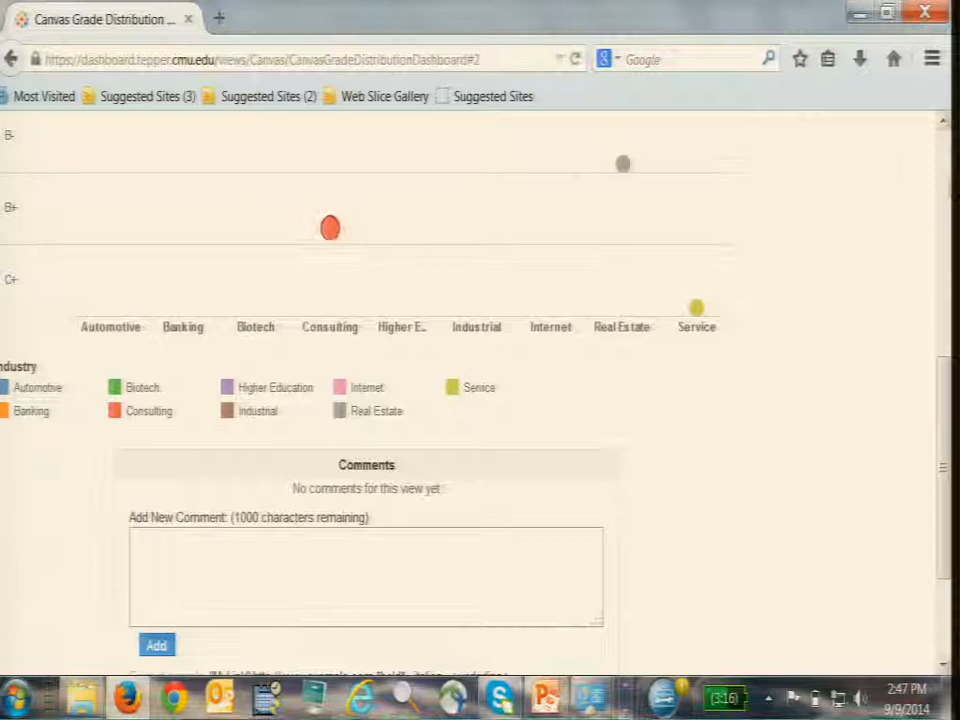 Canvas Grade Distribution ...
https://dashboard.tepper.cmu.edu/views/Canvas/CanvasGradeDistributionDashboard#2
Google
Most Visited Suggested Sites (3) Suggested Sites (2) Web Slice Gallery Suggested Sites
B-
B+
C+
Automotive Banking Biotech Consulting Higher E.. Industrial Internet Real Estate Service
ndustry
Automotive Biotech Higher Education Internet Service
Banking Consulting Industrial Real Estate
Comments
No comments for this view yet
Add New Comment: (1000 characters remaining)
Add
(3:16)
2:47 PM
9/9/2014